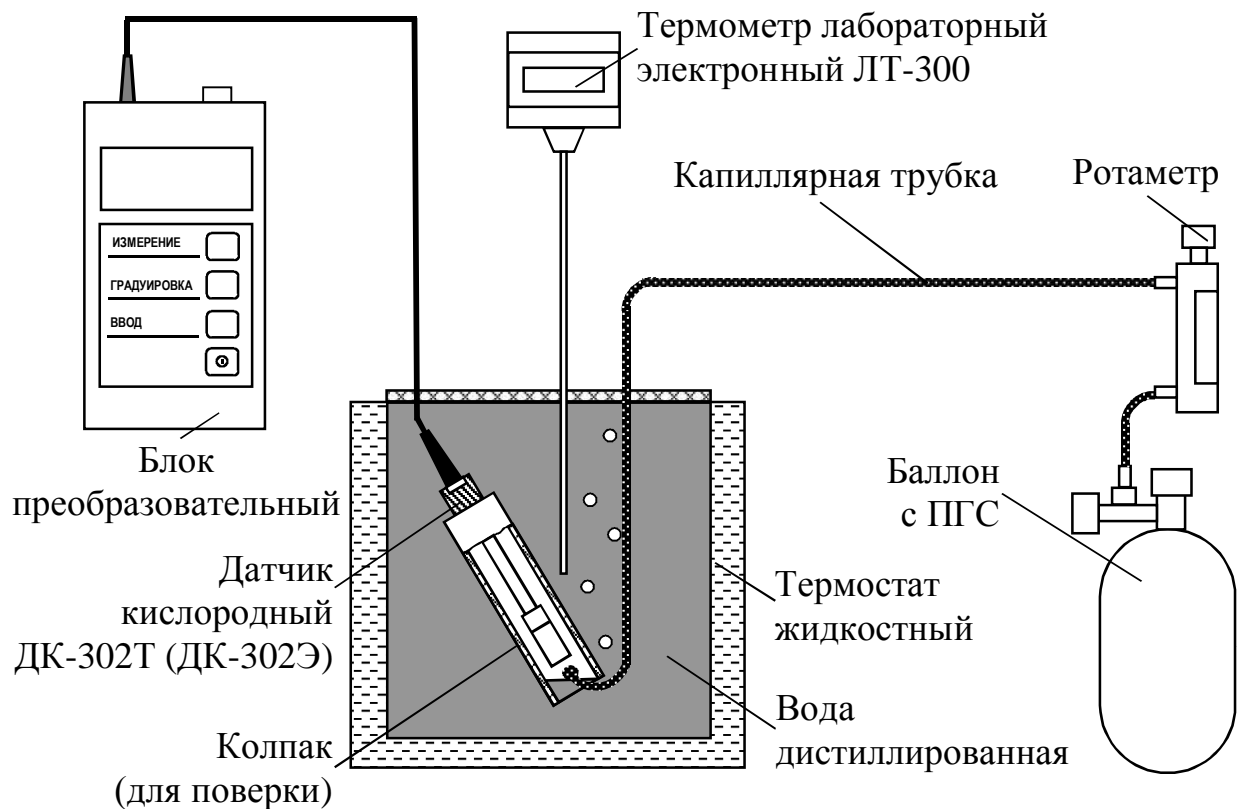 Термометр лабораторный
электронный ЛТ-300
Капиллярная трубка
Ротаметр
ИЗМЕРЕНИЕ
ГРАДУИРОВКА
ВВОД
Блок
преобразовательный
Баллон
с ПГС
Датчик
кислородный
ДК-302Т (ДК-302Э)
Термостат
жидкостный
Колпак
(для поверки)
Вода
дистиллированная